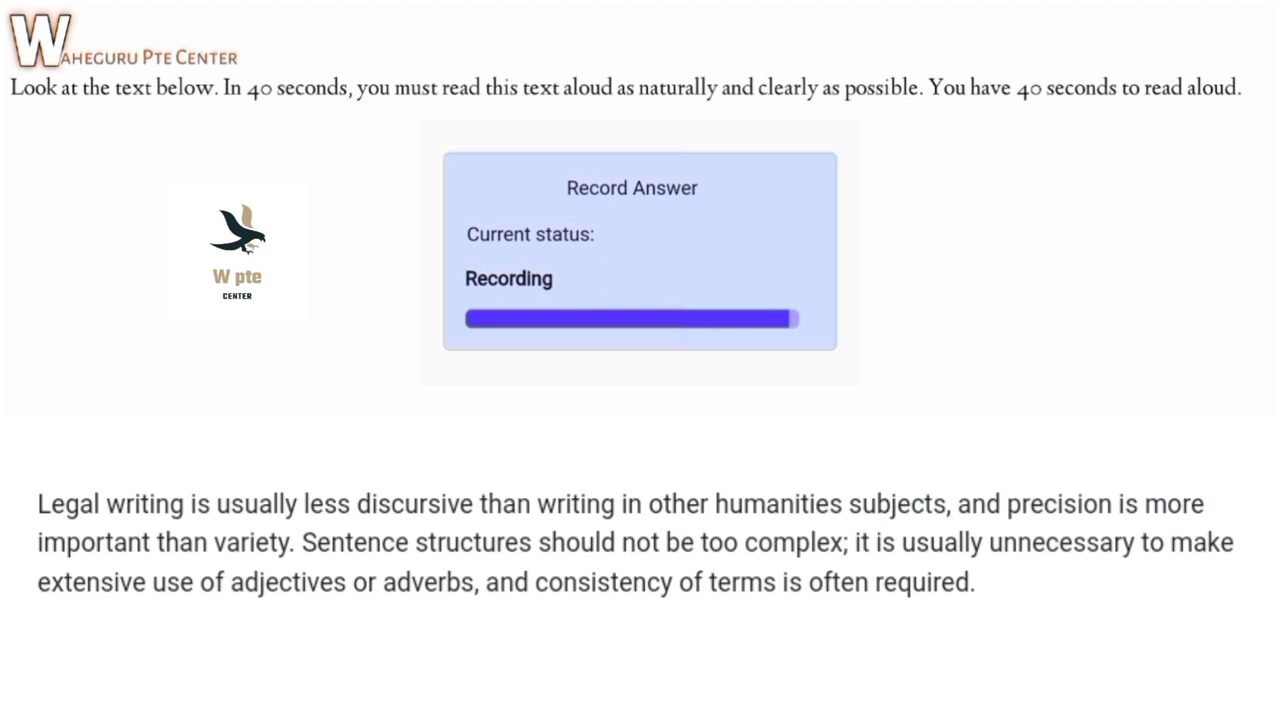 WAHEGURU PTE CENTER
Look at the text below. In 40 seconds, you must read this text aloud as naturally and clearly as possible. You have 40 seconds to read aloud.
Record Answer
Current status:
Recording
W pte
CENTER
Legal writing is usually less discursive than writing in other humanities subjects, and precision is more
important than variety. Sentence structures should not be too complex; it is usually unnecessary to make
extensive use of adjectives or adverbs, and consistency of terms is often required.